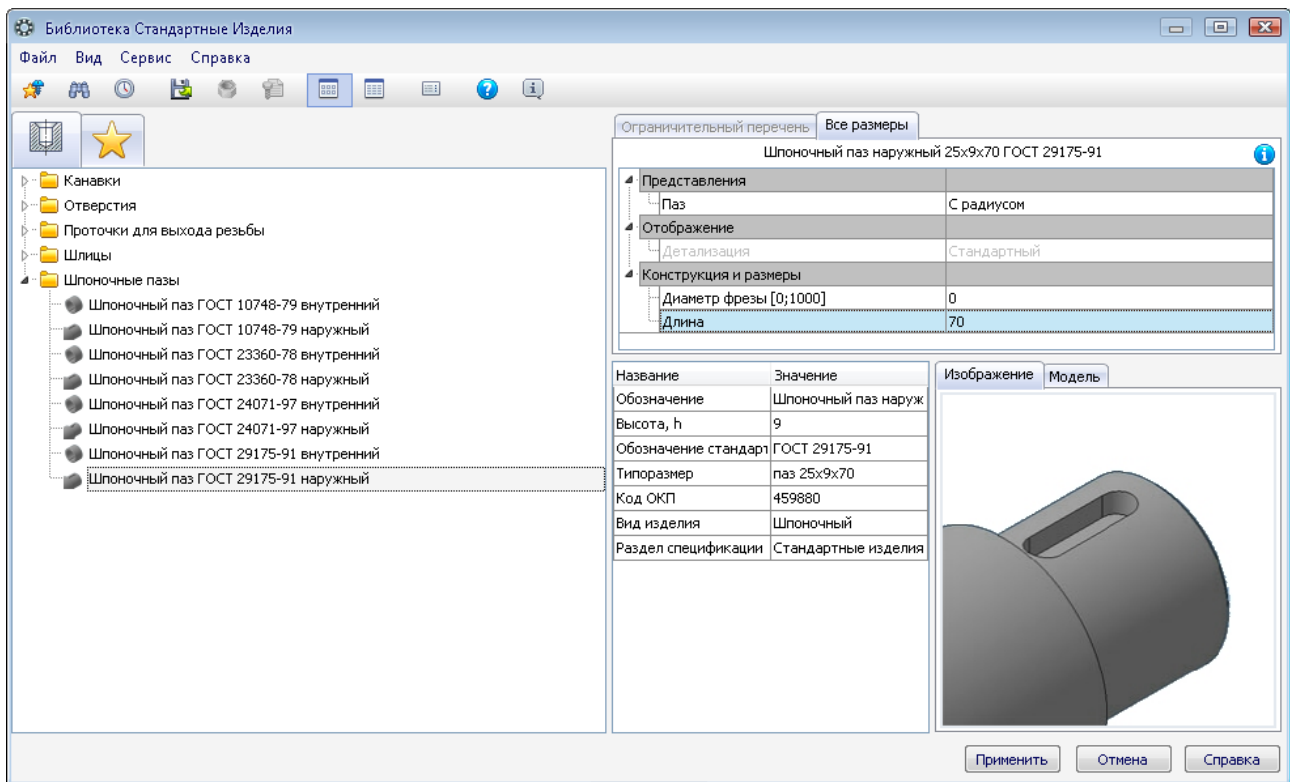 Библиотека Стандартные Изделия
Файл Вид Сервис Справка
Канавки
Отверстия
Проточки для выхода резьбы
Шлицы
Шпоночные пазы
Шпоночный паз ГОСТ 10748-79 внутренний
Шпоночный паз ГОСТ 10748-79 наружный
Шпоночный паз ГОСТ 23360-78 внутренний
Шпоночный паз ГОСТ 23360-78 наружный
Шпоночный паз ГОСТ 24071-97 внутренний
Шпоночный паз ГОСТ 24071-97 наружный
Шпоночный паз ГОСТ 29175-91 внутренний
Шпоночный паз ГОСТ 29175-91 наружный
Ограничительный перечень Все размеры
Шпоночный паз наружный 25x9x70 ГОСТ 29175-91
Представления
Паз С радиусом
Отображение
Детализация Стандартный
Конструкция и размеры
Диаметр фрезы [0;1000] 0
Длина 70
Название Значение
Обозначение Шпоночный паз наруж
Высота, h 9
Обозначение стандарт ГОСТ 29175-91
Типоразмер паз 25x9x70
Код ОКП 459880
Вид изделия Шпоночный
Раздел спецификации Стандартные изделия
Изображение Модель
Применить Отмена Справка